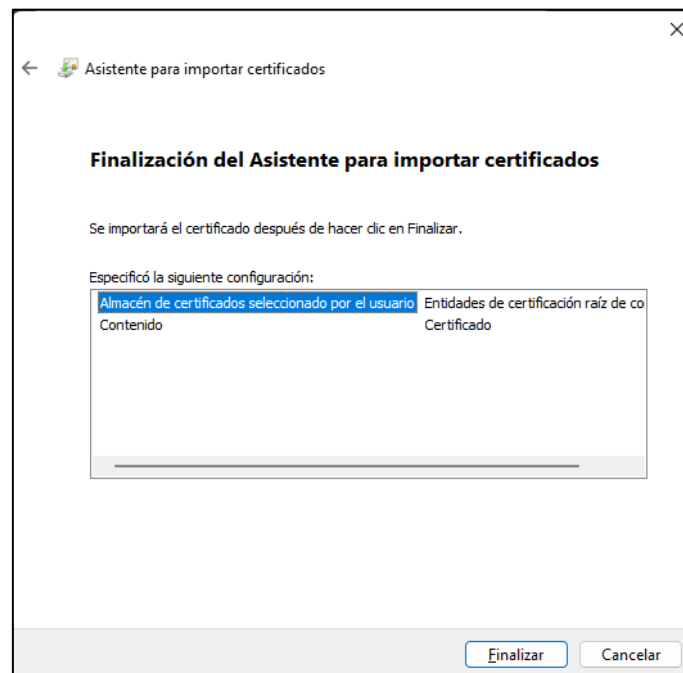 Asistente para importar certificados
Finalización del Asistente para importar certificados
Se importará el certificado después de hacer clic en Finalizar.
Especificó la siguiente configuración:
Almacén de certificados seleccionado por el usuario Entidades de certificación raíz de co
Contenido Certificado
Finalizar Cancelar